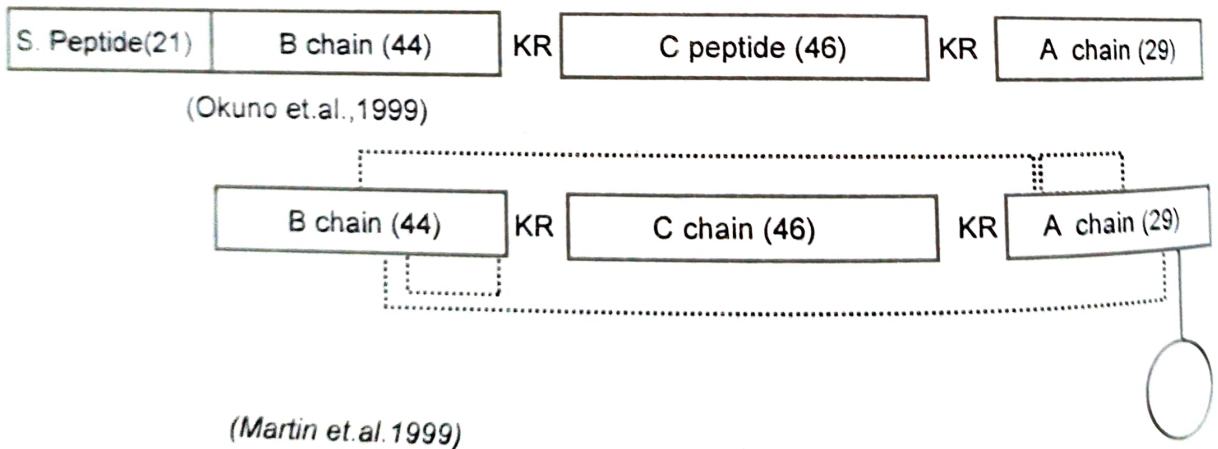 S. Peptide(21) B chain (44) KR C peptide (46) KR A chain (29)
(Okuno et.al.,1999)
B chain (44) KR C chain (46) KR A chain (29)
(Martin et.al.1999)